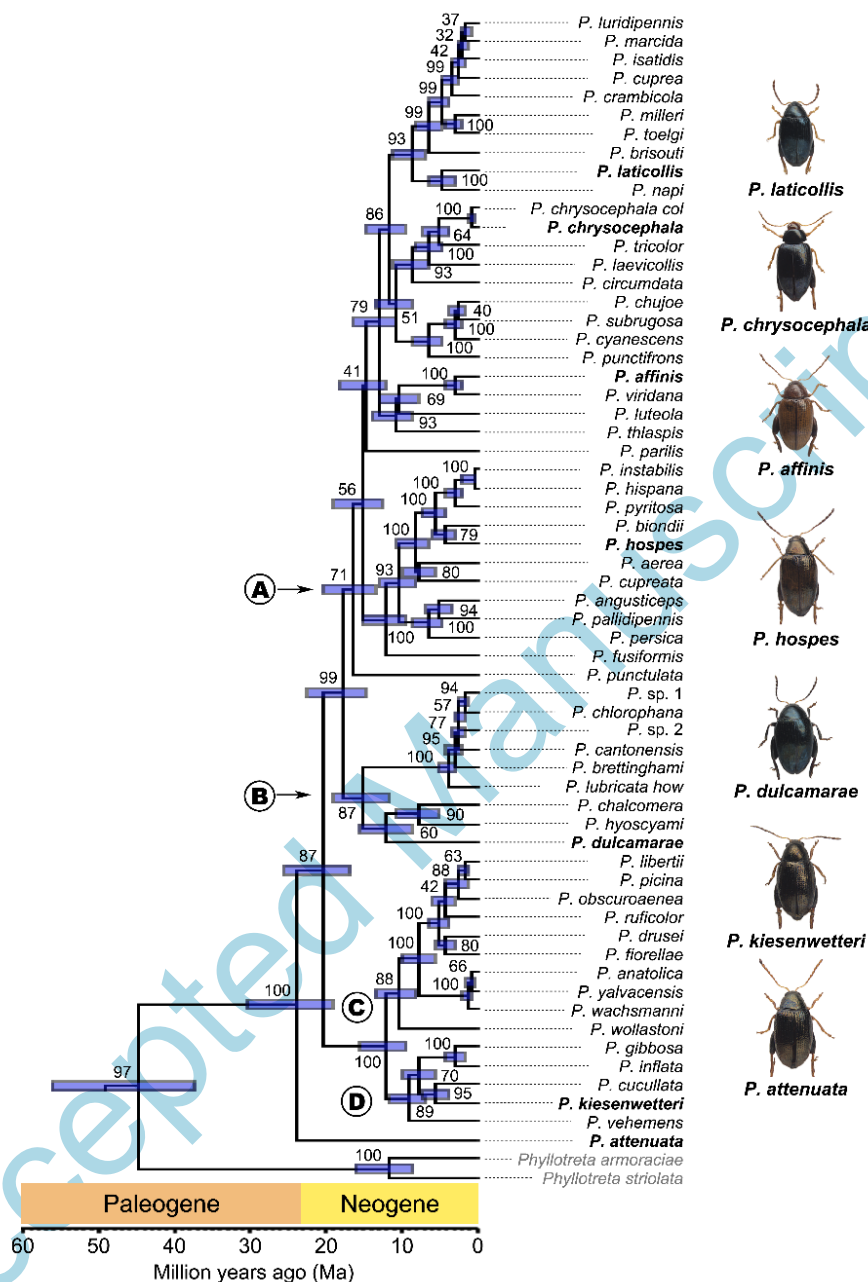 37
P. luridipennis
32
P. marcida
42
P. isatidis
99
P. cuprea
99
P. crambicola
99
P. milleri
100
P. toelgi
93
P. brisouti
P. laticollis
100
P. napi
P. laticollis
100
P. chrysocephala col
86
P. chrysocephala
64
P. tricolor
100
P. laevicollis
93
P. circumdata
40
P. chujoe
79
51
100
P. subrugosa
P. cyanescens
P. chrysocephala
100
P. punctifrons
41
100
P. affinis
69
P. viridana
P. luteola
93
P. thlaspis
P. parilis
P. affinis
100
P. instabilis
100
P. hispana
56
100
P. pyritosa
P. biondii
100
79
P. hospes
P. aerea
71
93
80
P. cupreata
A
P. angusticeps
94
P. pallidipennis
100
100
P. persica
P. fusiformis
P. hospes
P. punctulata
99
94
P. sp. 1
57
P. chlorophana
77
P. sp. 2
95
P. cantonensis
100
P. brettinghami
P. lubricata how
B
P. dulcamarae
87
90
P. chalcomera
60
P. hyoscyami
P. dulcamarae
87
63
P. libertii
88
P. picina
42
P. obscuroaenea
100
P. ruficolor
P. drusei
100
80
P. fiorellae
P. kiesenwetteri
66
P. anatolica
88
100
P. yalvacensis
100
C
P. wachsmanni
P. wollastoni
100
100
P. gibbosa
P. inflata
97
70
P. cucullata
95
D
P. kiesenwetteri
89
P. vehemens
P. attenuata
P. attenuata
100
Phyllotreta armoraciae
Phyllotreta striolata
Paleogene Neogene
60 50 40 30 20 10 0
Million years ago (Ma)
ccepted Manuscrip